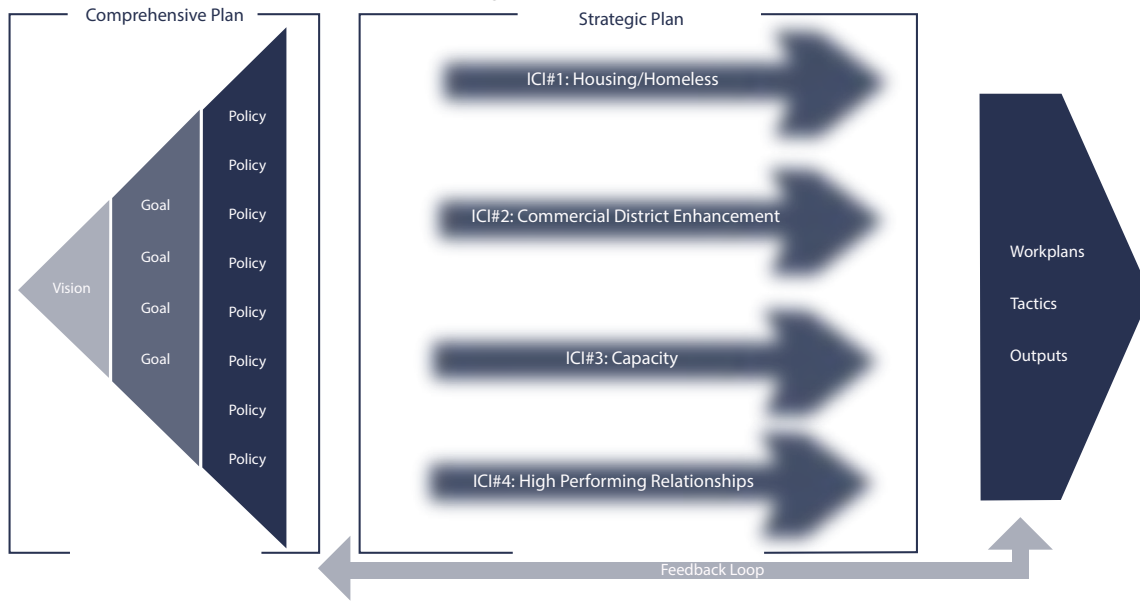 Comprehensive Plan
Vision
Goal
Goal
Goal
Goal
Policy
Policy
Policy
Policy
Policy
Policy
Policy
Policy
Strategic Plan
ICI#1: Housing/Homeless
ICI#2: Commercial District Enhancement
ICI#3: Capacity
ICI#4: High Performing Relationships
Workplans
Tactics
Outputs
Feedback Loop